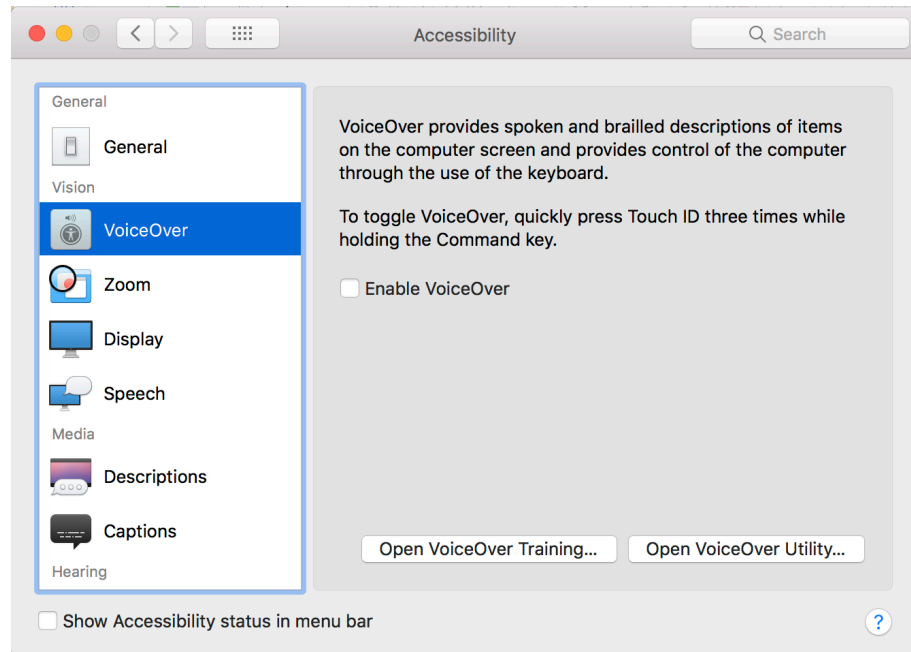 Accessibility
Search
General
General
Vision
VoiceOver
Zoom
Display
Speech
Media
Descriptions
Captions
Hearing
VoiceOver provides spoken and brailled descriptions of items
on the computer screen and provides control of the computer
through the use of the keyboard.
To toggle VoiceOver, quickly press Touch ID three times while
holding the Command key.
Enable VoiceOver
Open VoiceOver Training...
Open VoiceOver Utility...
Show Accessibility status in menu bar
?